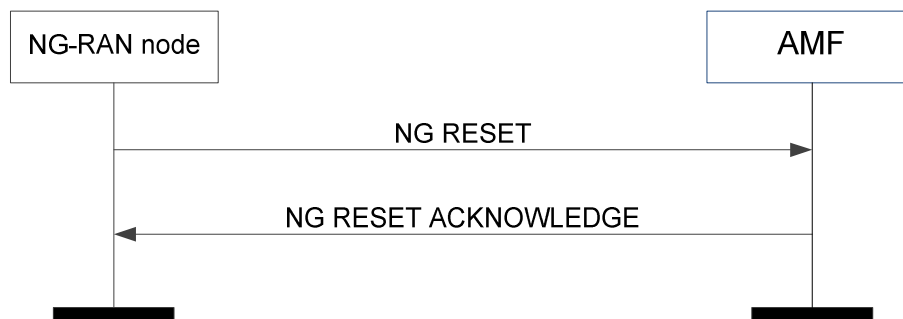 NG-RAN node
AMF
NG RESET
NG RESET ACKNOWLEDGE